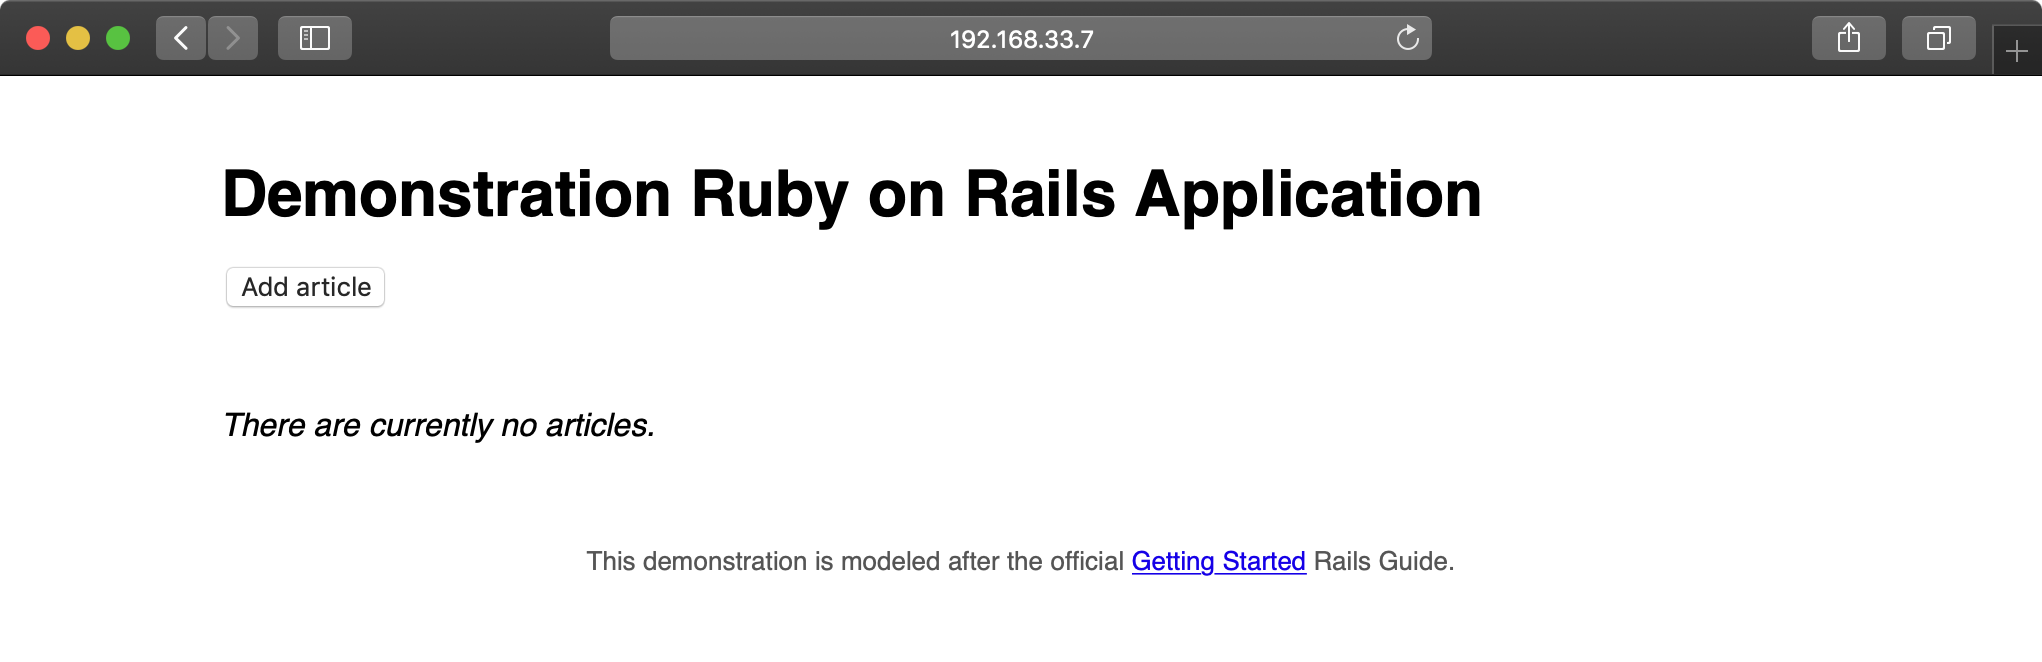 192.168.33.7
Demonstration Ruby on Rails Application
Add article
There are currently no articles.
This demonstration is modeled after the official Getting Started Rails Guide.